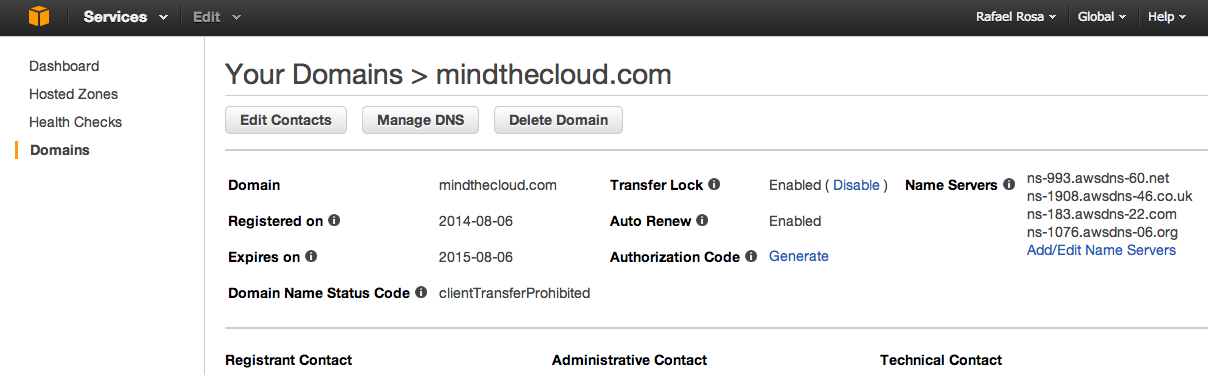 Services Edit Rafael Rosa Global Help
Dashboard
Hosted Zones
Health Checks
Domains
Your Domains > mindthecloud.com
Edit Contacts Manage DNS Delete Domain
Domain mindthecloud.com
Registered on 2014-08-06
Expires on 2015-08-06
Domain Name Status Code clientTransferProhibited
Transfer Lock Enabled ( Disable )
Auto Renew Enabled
Authorization Code Generate
Name Servers ns-993.awsdns-60.net
ns-1908.awsdns-46.co.uk
ns-183.awsdns-22.com
ns-1076.awsdns-06.org
Add/Edit Name Servers
Registrant Contact Administrative Contact Technical Contact